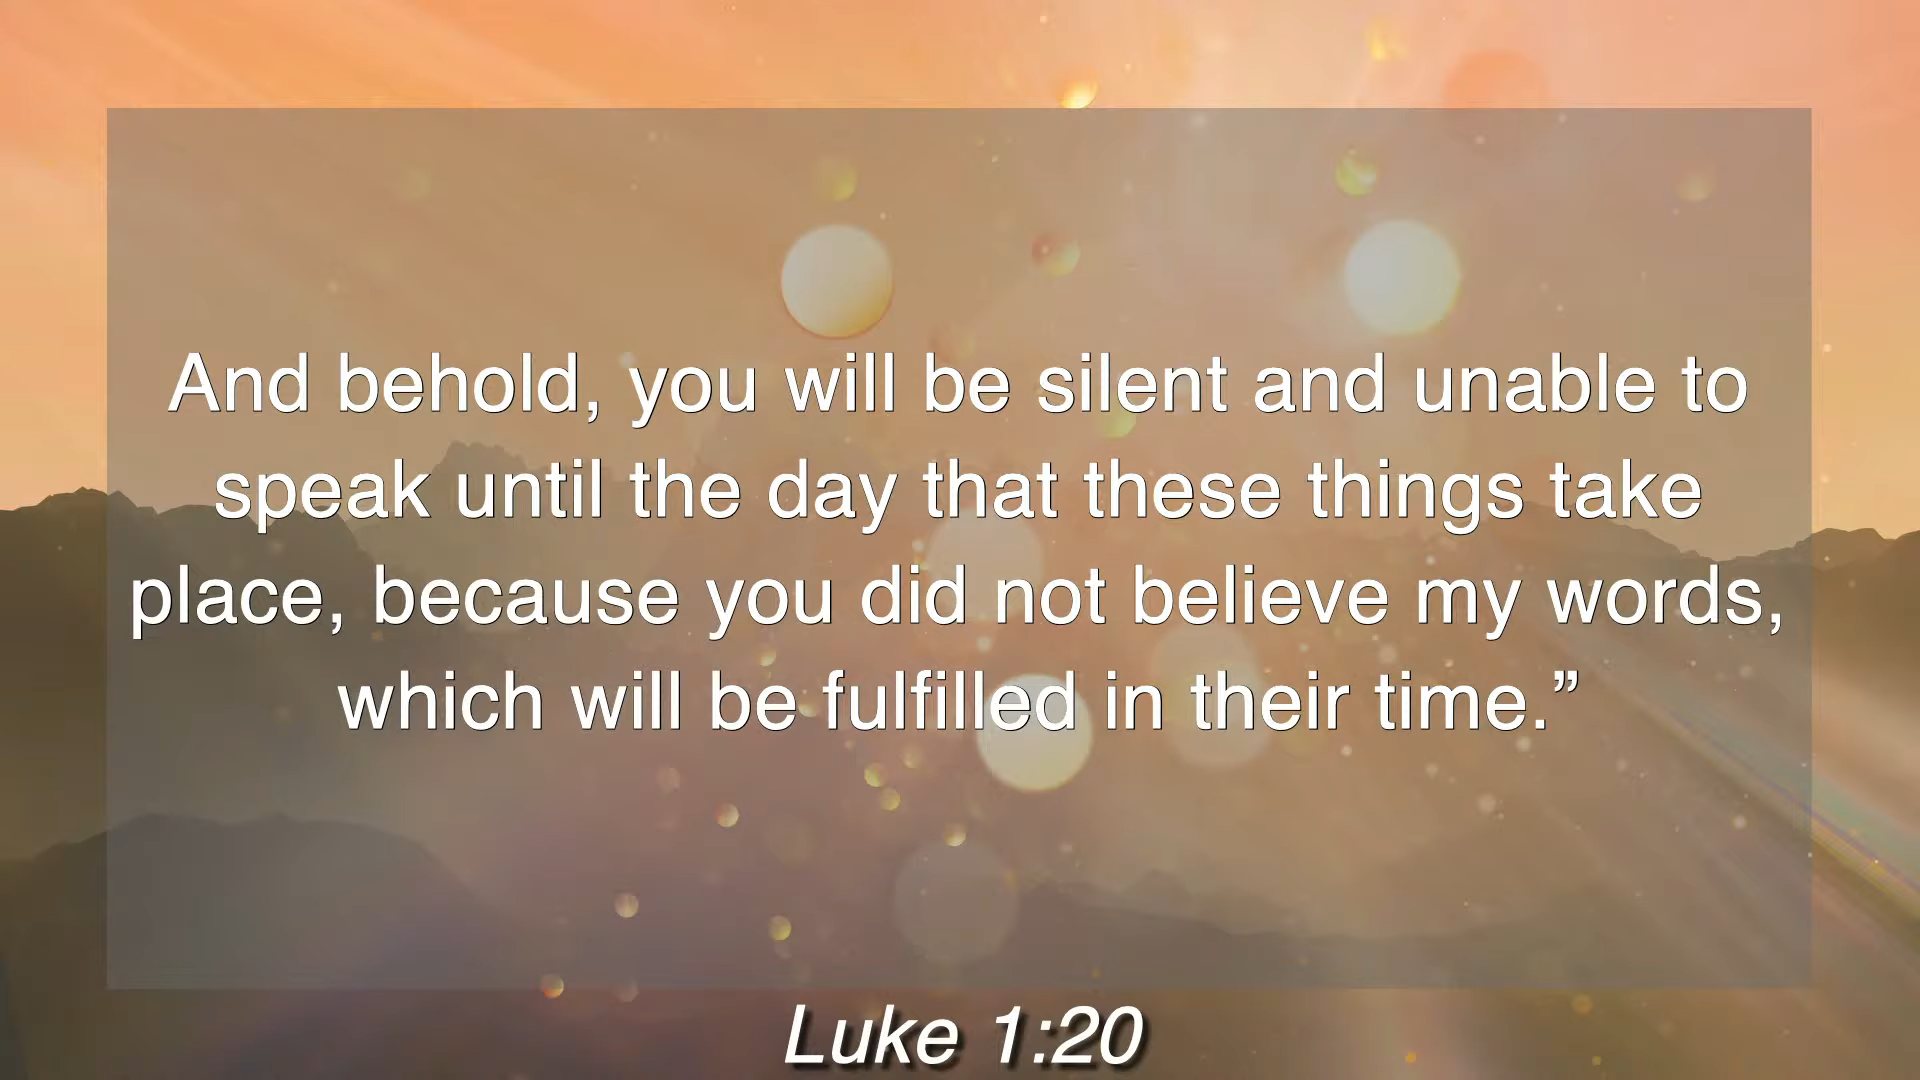 And behold, you will be silent and unable to
speak until the day that these things take
place, because you did not believe my words,
which will be fulfilled in their time.”
Luke 1:20